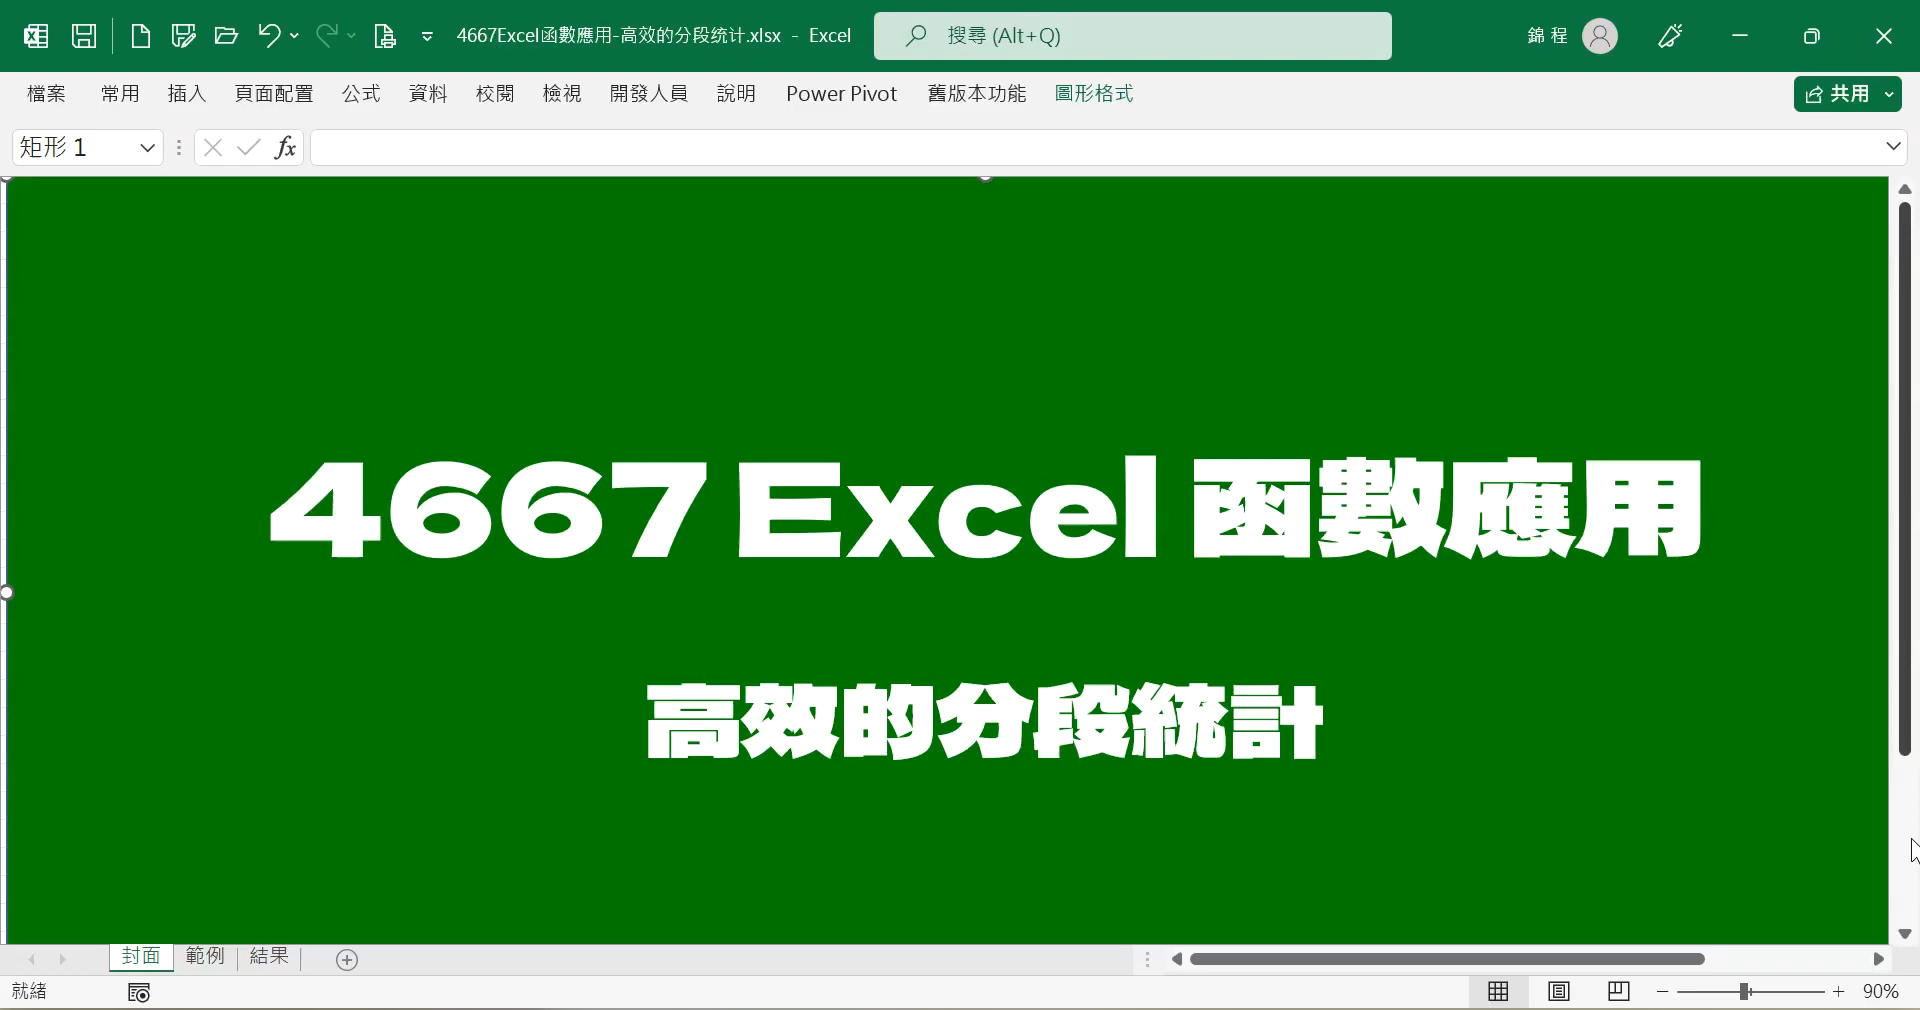 4667Excel函數應用-高效的分段统计.xlsx - Excel
搜尋 (Alt+Q)
錦 程
檔案 常用 插入 頁面配置 公式 資料 校閱 檢視 開發人員 說明 Power Pivot 舊版本功能 圖形格式
共用
矩形 1
fx
4667 Excel 函數應用
高效的分段統計
封面 範例 結果
就緒
90%